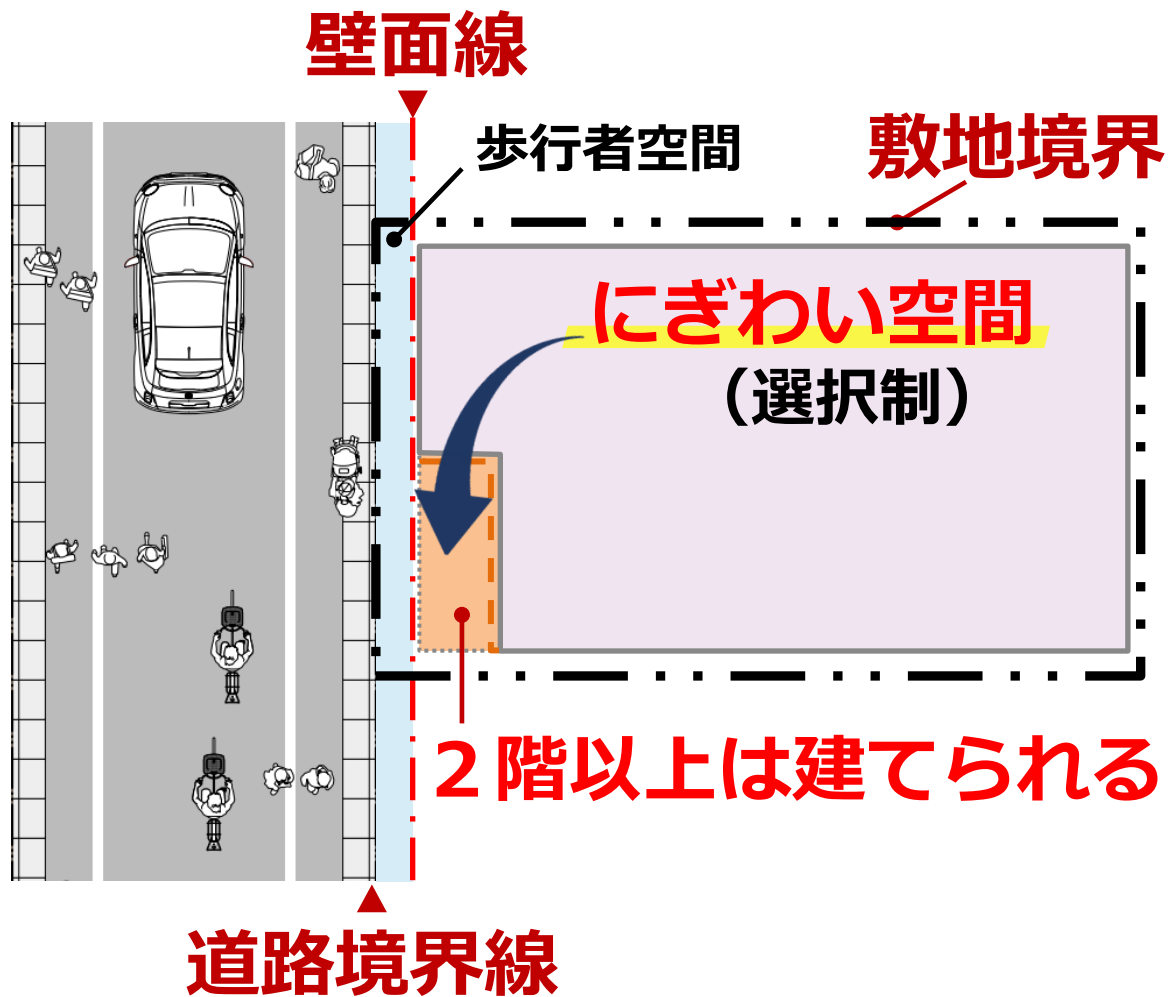 壁面線
歩行者空間
敷地境界
にぎわい空間
（選択制）
２階以上は建てられる
道路境界線